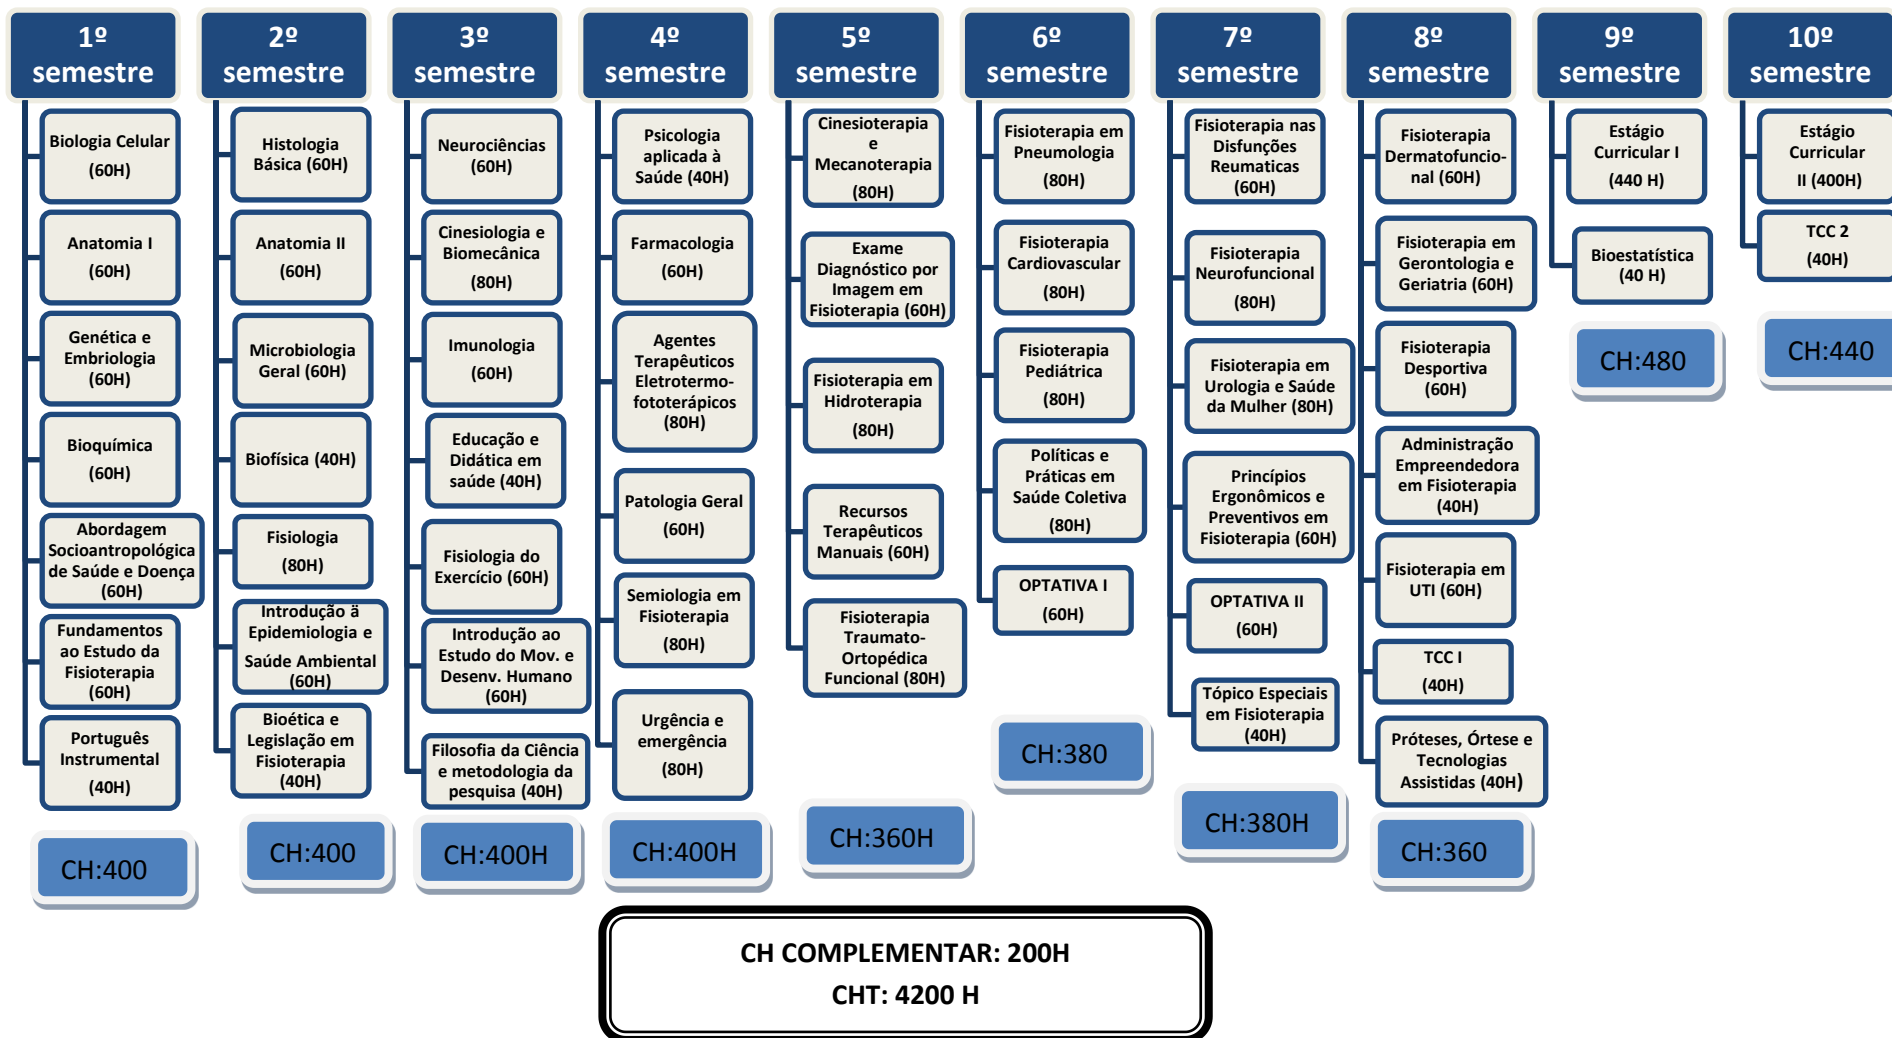 1º
semestre
Biologia Celular
(60H)
Anatomia I
(60H)
Genética e
Embriologia
(60H)
Bioquímica
(60H)
Abordagem
Socioantropológica
de Saúde e Doença
(60H)
Fundamentos
ao Estudo da
Fisioterapia
(60H)
Português
Instrumental
(40H)
CH:400
2º
semestre
Histologia
Básica (60H)
Anatomia II
(60H)
Microbiologia
Geral (60H)
Biofísica (40H)
Fisiologia
(80H)
Introdução ä
Epidemiologia e
Saúde Ambiental
(60H)
Bioética e
Legislação em
Fisioterapia
(40H)
CH:400
3º
semestre
Neurociências
(60H)
Cinesiologia e
Biomecânica
(80H)
Imunologia
(60H)
Educação e
Didática em
saúde (40H)
Fisiologia do
Exercício (60H)
Introdução ao
Estudo do Mov. e
Desenv. Humano
(60H)
Filosofia da Ciência
e metodologia da
pesquisa (40H)
CH:400H
4º
semestre
Psicologia
aplicada à
Saúde (40H)
Farmacologia
(60H)
Agentes
Terapêuticos
Eletrotermo-
fototerápicos
(80H)
Patologia Geral
(60H)
Semiologia em
Fisioterapia
(80H)
Urgência e
emergência
(80H)
CH:400H
5º
semestre
Cinesioterapia
e
Mecanoterapia
(80H)
Exame
Diagnóstico por
Imagem em
Fisioterapia (60H)
Fisioterapia em
Hidroterapia
(80H)
Recursos
Terapêuticos
Manuais (60H)
Fisioterapia
Traumato-
Ortopédica
Funcional (80H)
CH:360H
6º
semestre
Fisioterapia em
Pneumologia
(80H)
Fisioterapia
Cardiovascular
(80H)
Fisioterapia
Pediátrica
(80H)
Políticas e
Práticas em
Saúde Coletiva
(80H)
OPTATIVA I
(60H)
CH:380
7º
semestre
Fisioterapia nas
Disfunções
Reumaticas
(60H)
Fisioterapia
Neurofuncional
(80H)
Fisioterapia em
Urologia e Saúde
da Mulher (80H)
Princípios
Ergonômicos e
Preventivos em
Fisioterapia (60H)
OPTATIVA II
(60H)
Tópico Especiais
em Fisioterapia
(40H)
CH:380H
8º
semestre
Fisioterapia
Dermatofuncio-
nal (60H)
Fisioterapia em
Gerontologia e
Geriatria (60H)
Fisioterapia
Desportiva
(60H)
Administração
Empreendedora
em Fisioterapia
(40H)
Fisioterapia em
UTI (60H)
TCC I
(40H)
Próteses, Órtese e
Tecnologias
Assistidas (40H)
CH:360
9º
semestre
Estágio
Curricular I
(440 H)
Bioestatística
(40 H)
CH:480
10º
semestre
Estágio
Curricular
II (400H)
TCC 2
(40H)
CH:440
CH COMPLEMENTAR: 200H
CHT: 4200 H